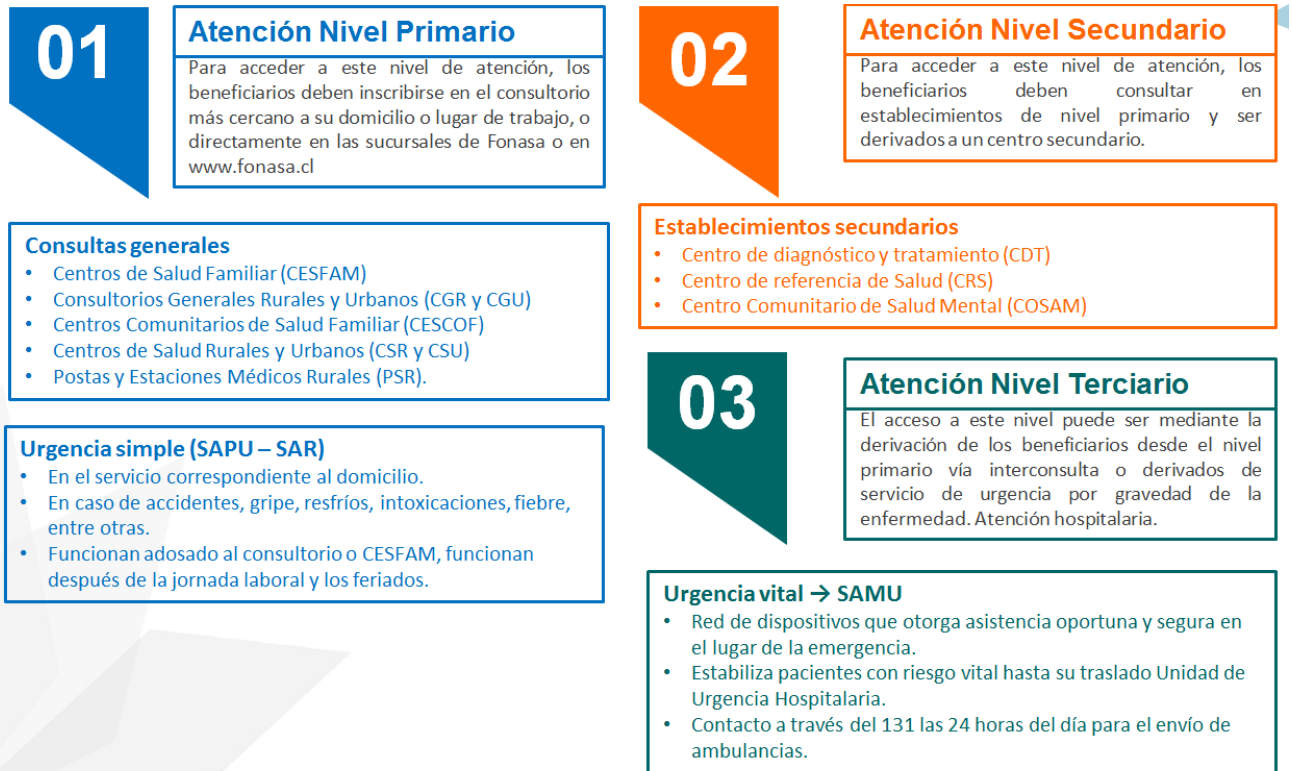 01
Atención Nivel Primario
Para acceder a este nivel de atención, los
beneficiarios deben inscribirse en el consultorio
más cercano a su domicilio o lugar de trabajo, o
directamente en las sucursales de Fonasa o en
www.fonasa.cl
Consultas generales
• Centros de Salud Familiar (CESFAM)
• Consultorios Generales Rurales y Urbanos (CGR y CGU)
• Centros Comunitarios de Salud Familiar (CESCOF)
• Centros de Salud Rurales y Urbanos (CSR y CSU)
• Postas y Estaciones Médicos Rurales (PSR).
Urgencia simple (SAPU – SAR)
• En el servicio correspondiente al domicilio.
• En caso de accidentes, gripe, resfríos, intoxicaciones, fiebre,
entre otras.
• Funcionan adosado al consultorio o CESFAM, funcionan
después de la jornada laboral y los feriados.
02
Atención Nivel Secundario
Para acceder a este nivel de atención, los
beneficiarios deben consultar en
establecimientos de nivel primario y ser
derivados a un centro secundario.
Establecimientos secundarios
• Centro de diagnóstico y tratamiento (CDT)
• Centro de referencia de Salud (CRS)
• Centro Comunitario de Salud Mental (COSAM)
03
Atención Nivel Terciario
El acceso a este nivel puede ser mediante la
derivación de los beneficiarios desde el nivel
primario vía interconsulta o derivados de
servicio de urgencia por gravedad de la
enfermedad. Atención hospitalaria.
Urgencia vital → SAMU
• Red de dispositivos que otorga asistencia oportuna y segura en
el lugar de la emergencia.
• Estabiliza pacientes con riesgo vital hasta su traslado Unidad de
Urgencia Hospitalaria.
• Contacto a través del 131 las 24 horas del día para el envío de
ambulancias.